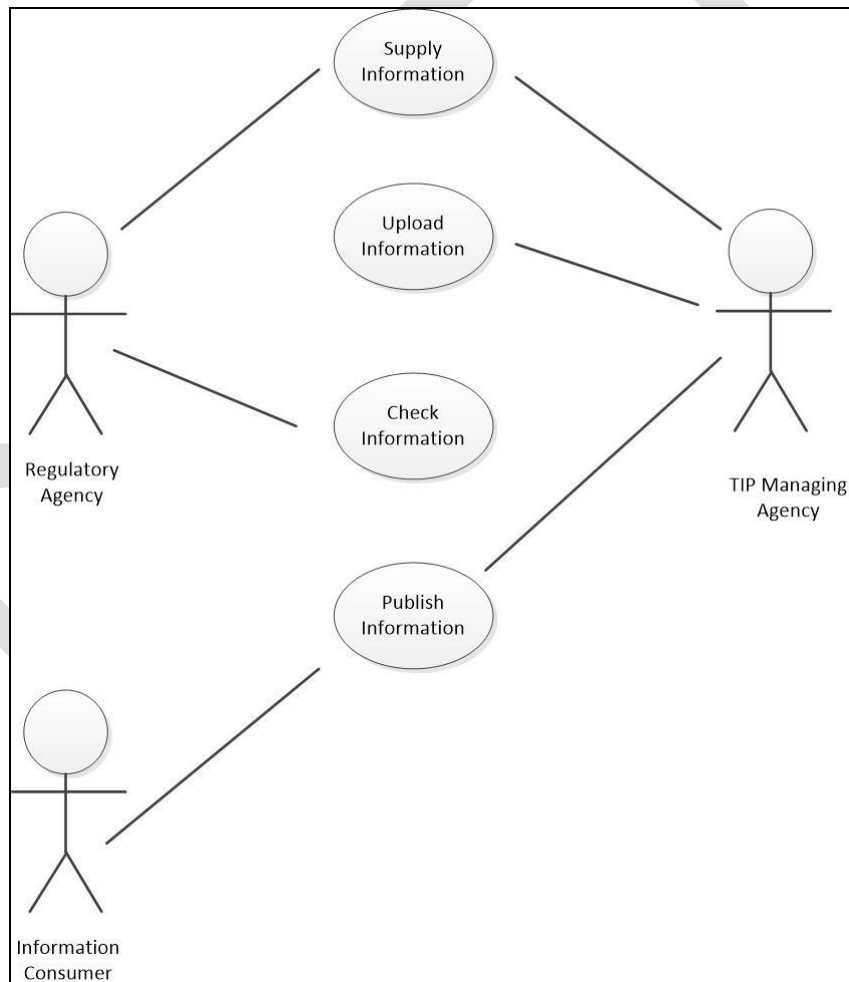 Supply
Information
Upload
Information
Check
Information
Regulatory
Agency
TIP Managing
Agency
Publish
Information
Information
Consumer